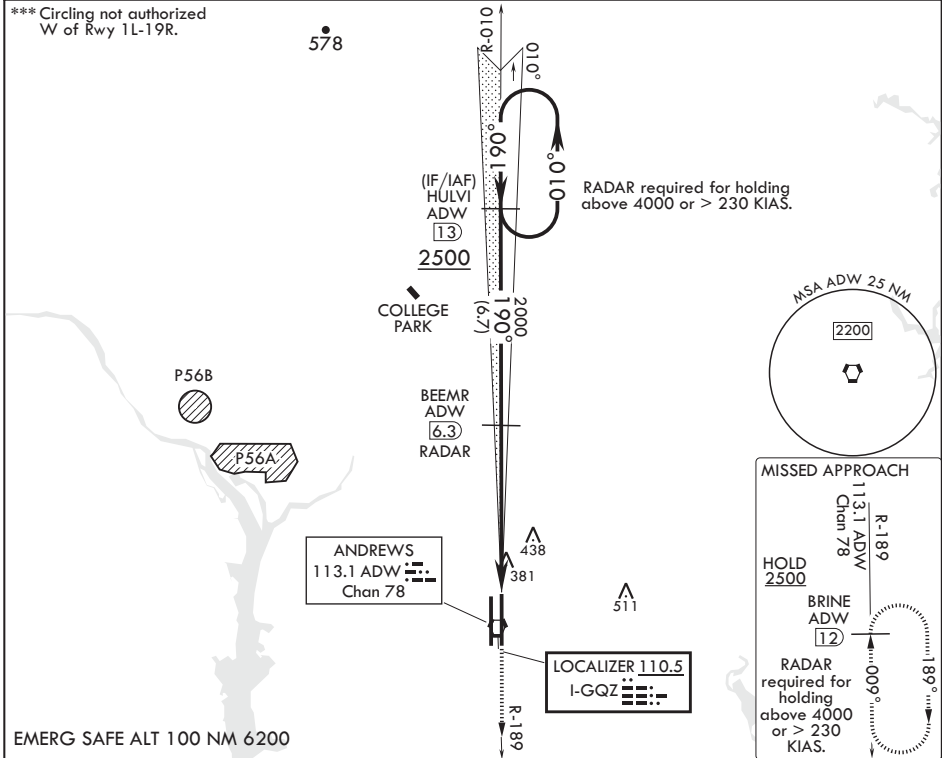 *** Circling not authorized
W of Rwy 1L-19R.
578
R-010
010°
190°
010°
(IF/IAF)
HULVI
ADW
13
2500
RADAR required for holding
above 4000 or > 230 KIAS.
COLLEGE
PARK
2000
190°
(6.7)
MSA ADW 25 NM
2200
P56B
P56A
BEEMR
ADW
6.3
RADAR
438
381
511
ANDREWS
113.1 ADW
Chan 78
LOCALIZER 110.5
I-GQZ
R-189
EMERG SAFE ALT 100 NM 6200
MISSED APPROACH
R-189
113.1 ADW
Chan 78
HOLD
2500
BRINE
ADW
12
RADAR
required for
holding
above 4000
or > 230
KIAS.
009°
189°